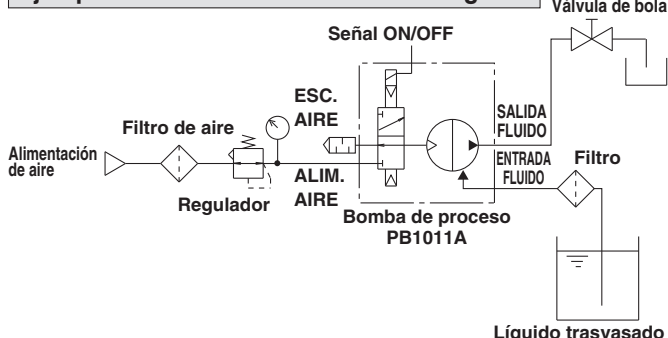 Válvula de bola
Señal ON/OFF
ESC.
AIRE
Filtro de aire
SALIDA
FLUIDO
Alimentación
de aire
ENTRADA
FLUIDO
Filtro
ALIM.
AIRE
Regulador
Bomba de proceso
PB1011A
Líquido trasvasado